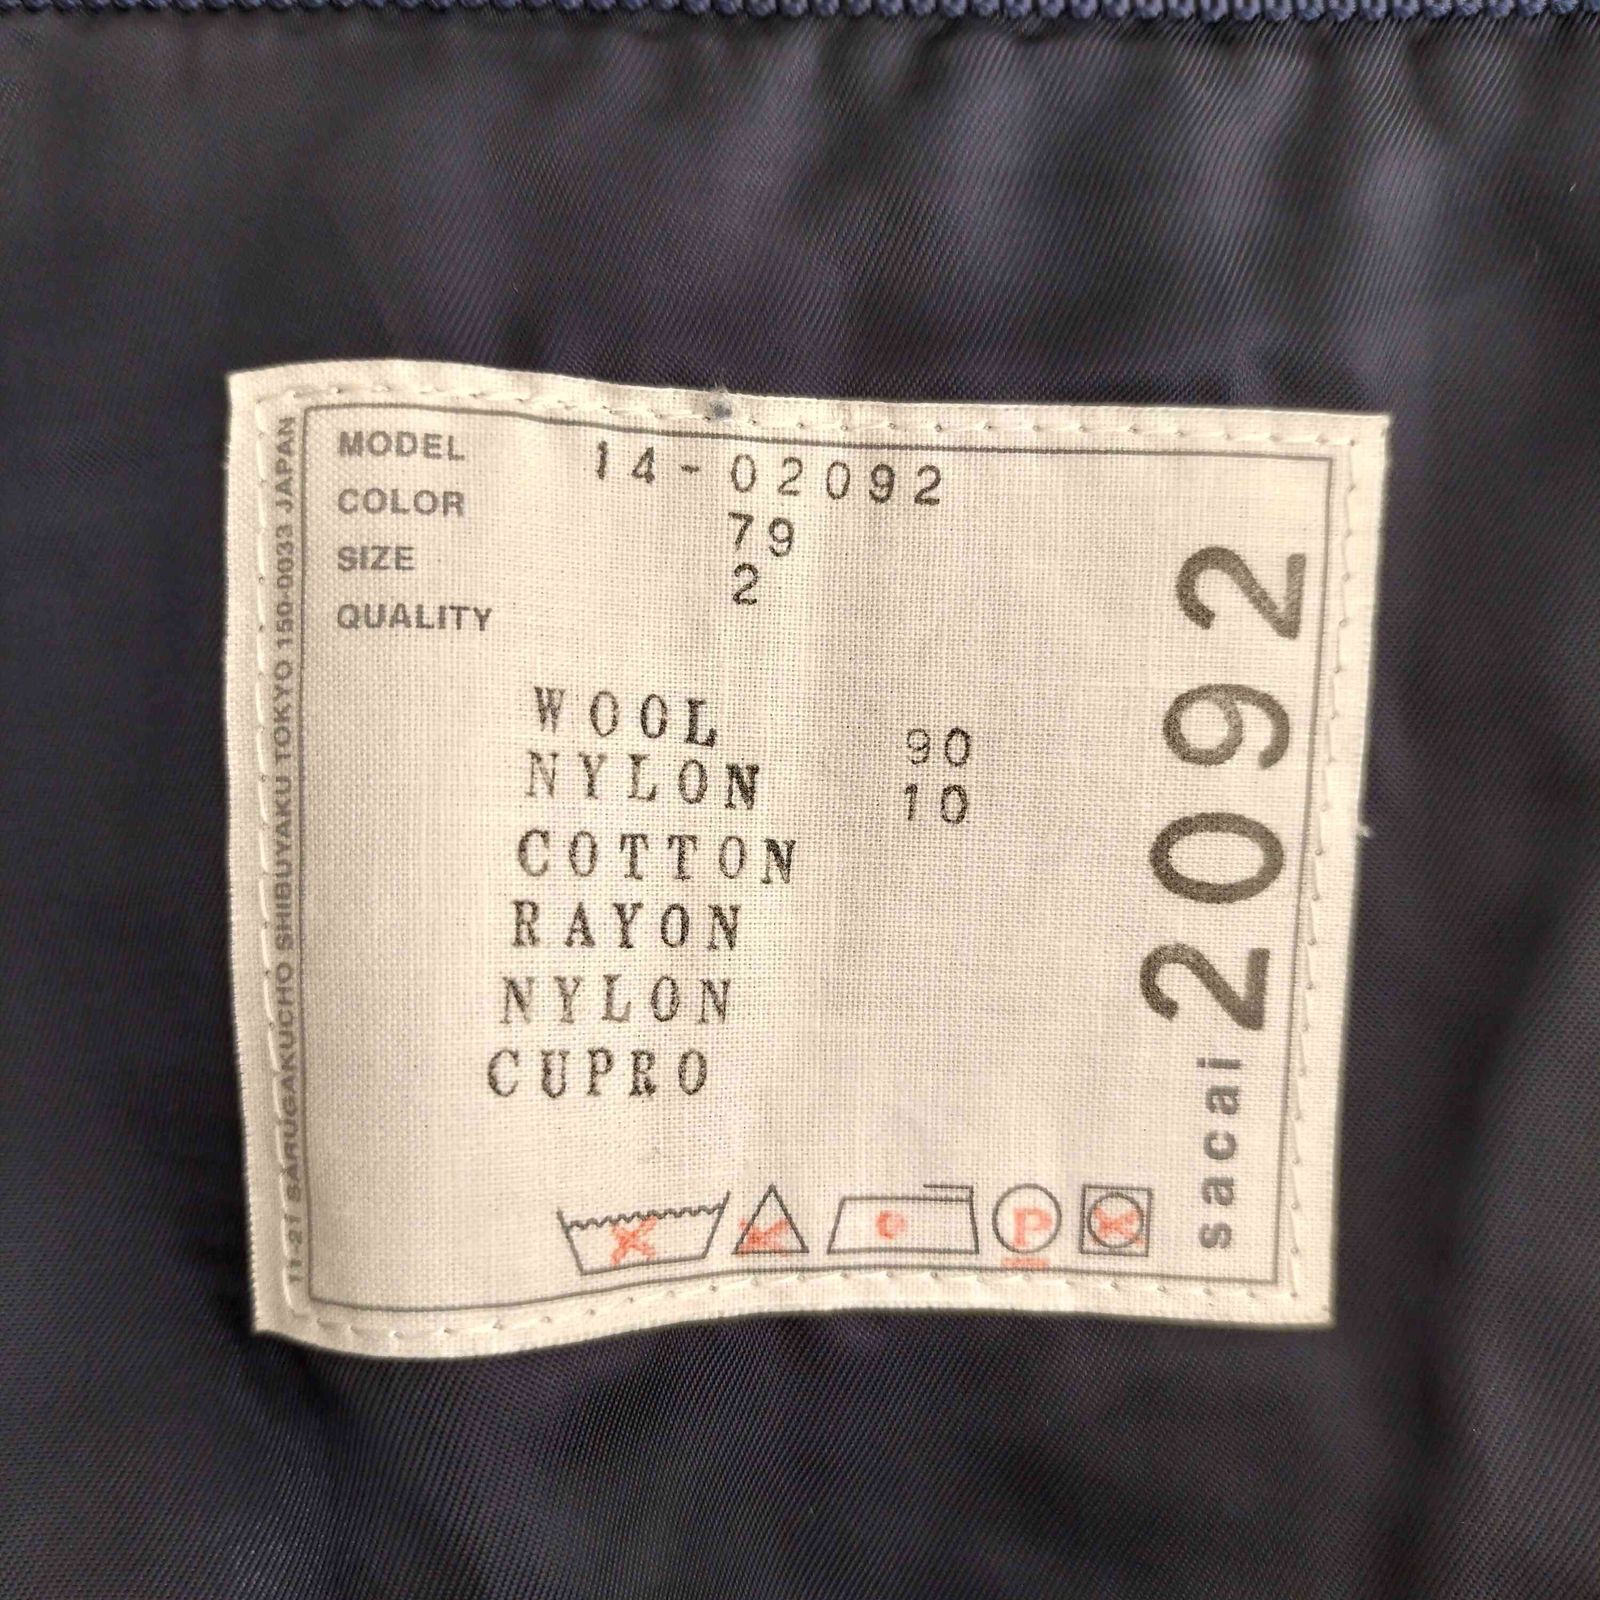 MODEL 14-02092
COLOR 79
SIZE 2
QUALITY
WOOL 90
NYLON 10
COTTON
RAYON
NYLON
CUPRO
P
sacai 2092
11-21 SARUGAKUCHO SHIBUYAKU TOKYO 150-0033 JAPAN